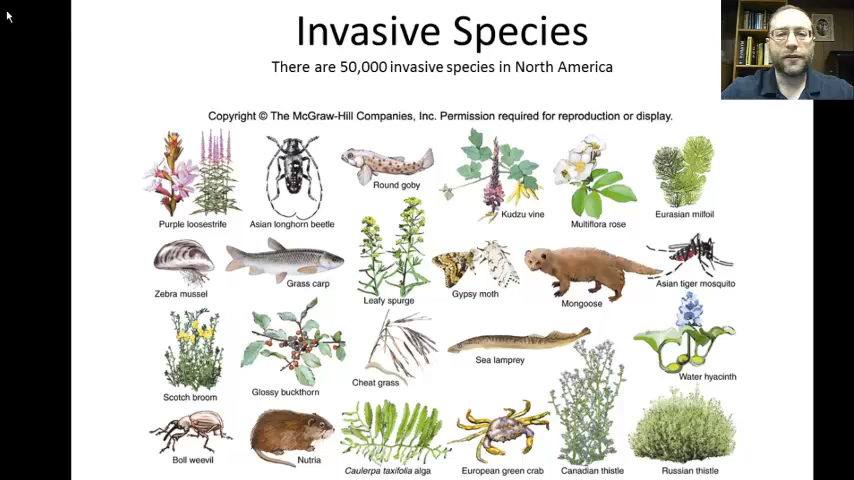 Invasive Species
There are 50,000 invasive species in North America
Copyright © The McGraw-Hill Companies, Inc. Permission required for reproduction or display.
Purple loosestrife
Asian longhorn beetle
Round goby
Kudzu vine
Multiflora rose
Eurasian milfoil
Zebra mussel
Grass carp
Leafy spurge
Gypsy moth
Mongoose
Asian tiger mosquito
Scotch broom
Glossy buckthorn
Cheat grass
Sea lamprey
Water hyacinth
Boll weevil
Nutria
Caulerpa taxifolia alga
European green crab
Canadian thistle
Russian thistle